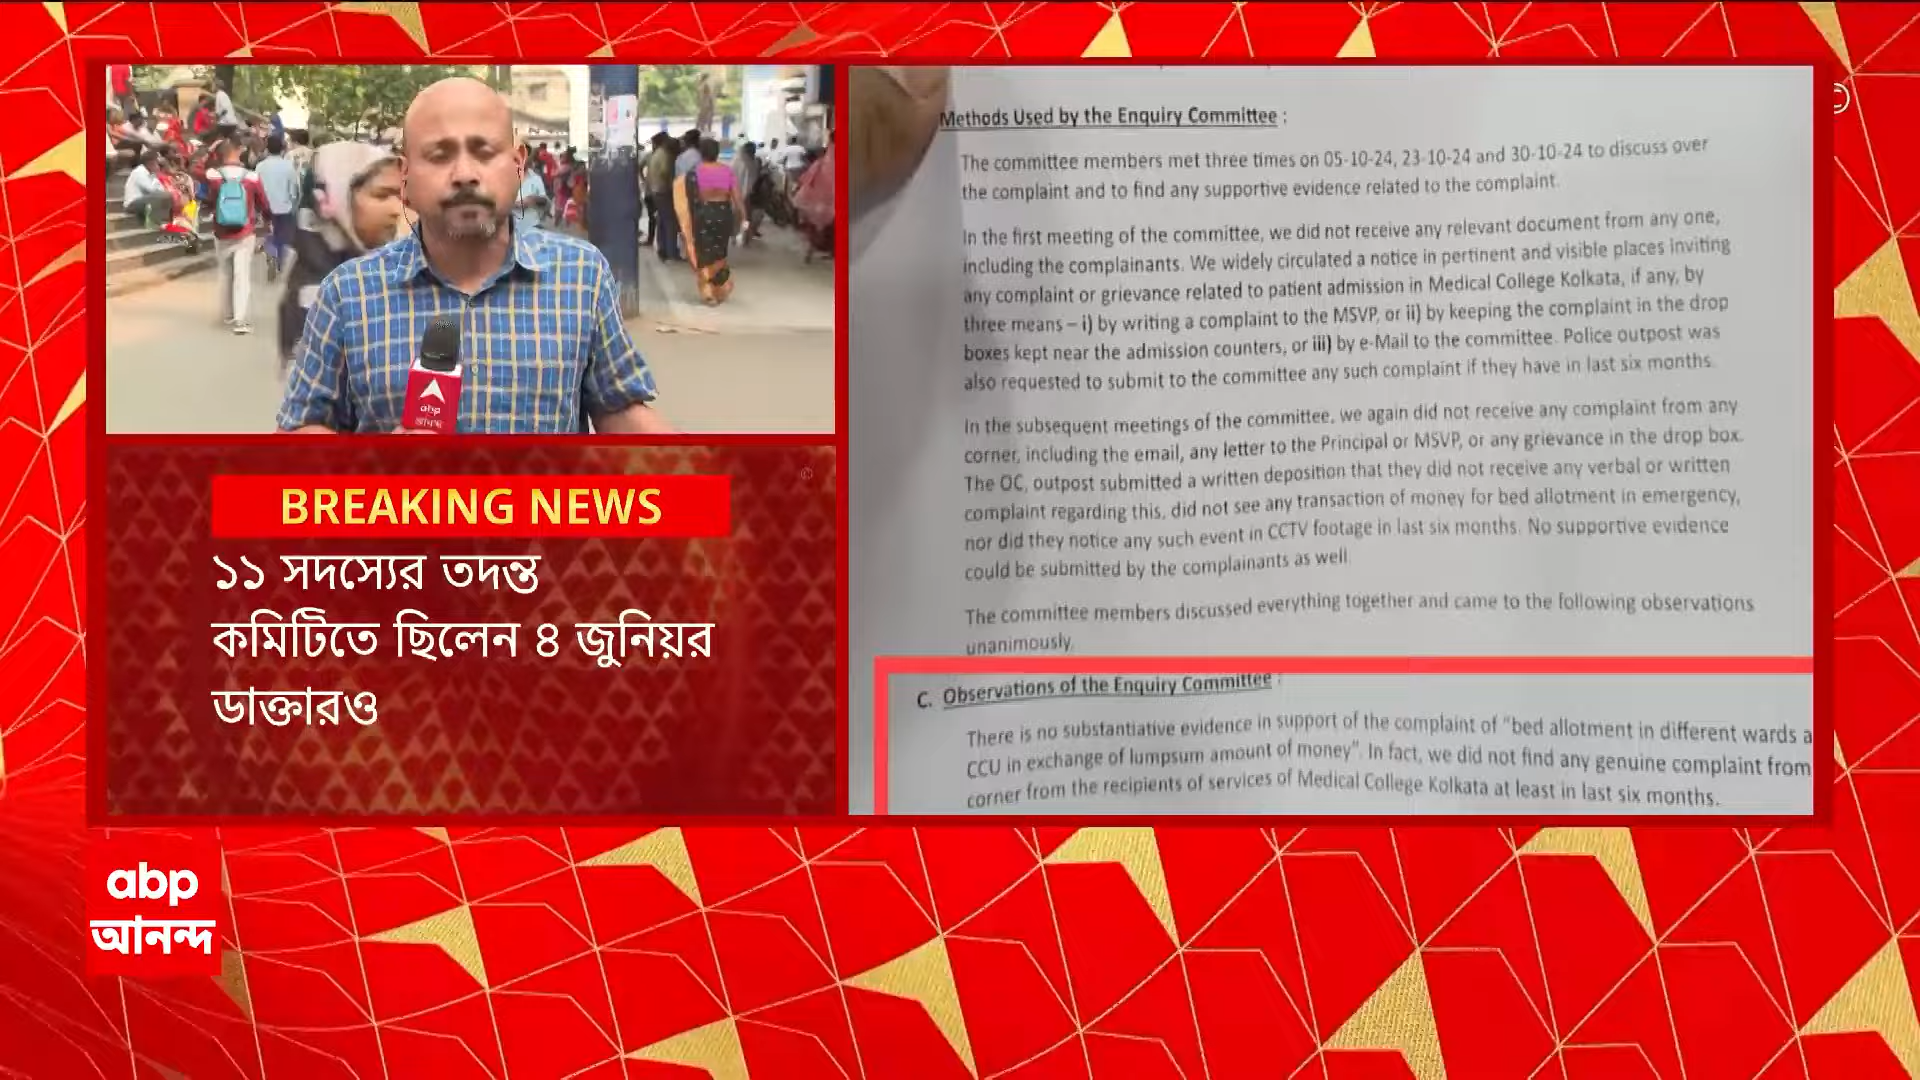 Methods Used by the Enquiry Committee :
The committee members met three times on 05-10-24, 23-10-24 and 30-10-24 to discuss over
the complaint and to find any supportive evidence related to the complaint.
In the first meeting of the committee, we did not receive any relevant document from any one,
including the complainants. We widely circulated a notice in pertinent and visible places inviting
any complaint or grievance related to patient admission in Medical College Kolkata, if any, by
three means – i) by writing a complaint to the MSVP, or ii) by keeping the complaint in the drop
boxes kept near the admission counters, or iii) by e-Mail to the committee. Police outpost was
also requested to submit to the committee any such complaint if they have in last six months.
In the subsequent meetings of the committee, we again did not receive any complaint from any
corner, including the email, any letter to the Principal or MSVP, or any grievance in the drop box.
The OC, outpost submitted a written deposition that they did not receive any verbal or written
complaint regarding this, did not see any transaction of money for bed allotment in emergency,
nor did they notice any such event in CCTV footage in last six months. No supportive evidence
could be submitted by the complainants as well.
The committee members discussed everything together and came to the following observations
unanimously.
C. Observations of the Enquiry Committee :
There is no substantiative evidence in support of the complaint of "bed allotment in different wards a
CCU in exchange of lumpsum amount of money". In fact, we did not find any genuine complaint from
corner from the recipients of services of Medical College Kolkata at least in last six months.
abp
আনন্দ
BREAKING NEWS
১১ সদস্যের তদন্ত
কমিটিতে ছিলেন ৪ জুনিয়র
ডাক্তারও
abp
আনন্দ